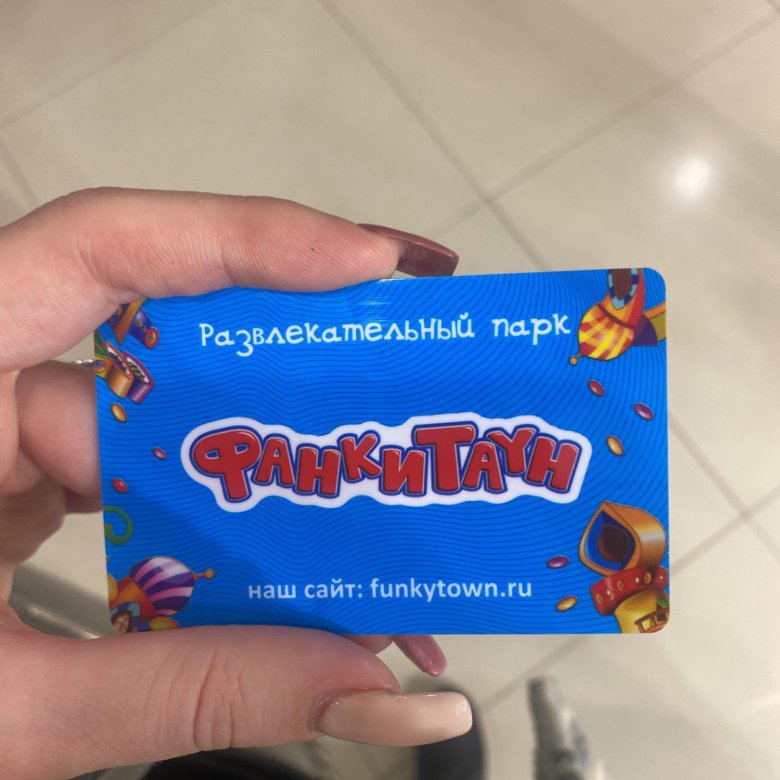 Развлекательный парк
ФАНКИТАУН
наш сайт: funkytown.ru